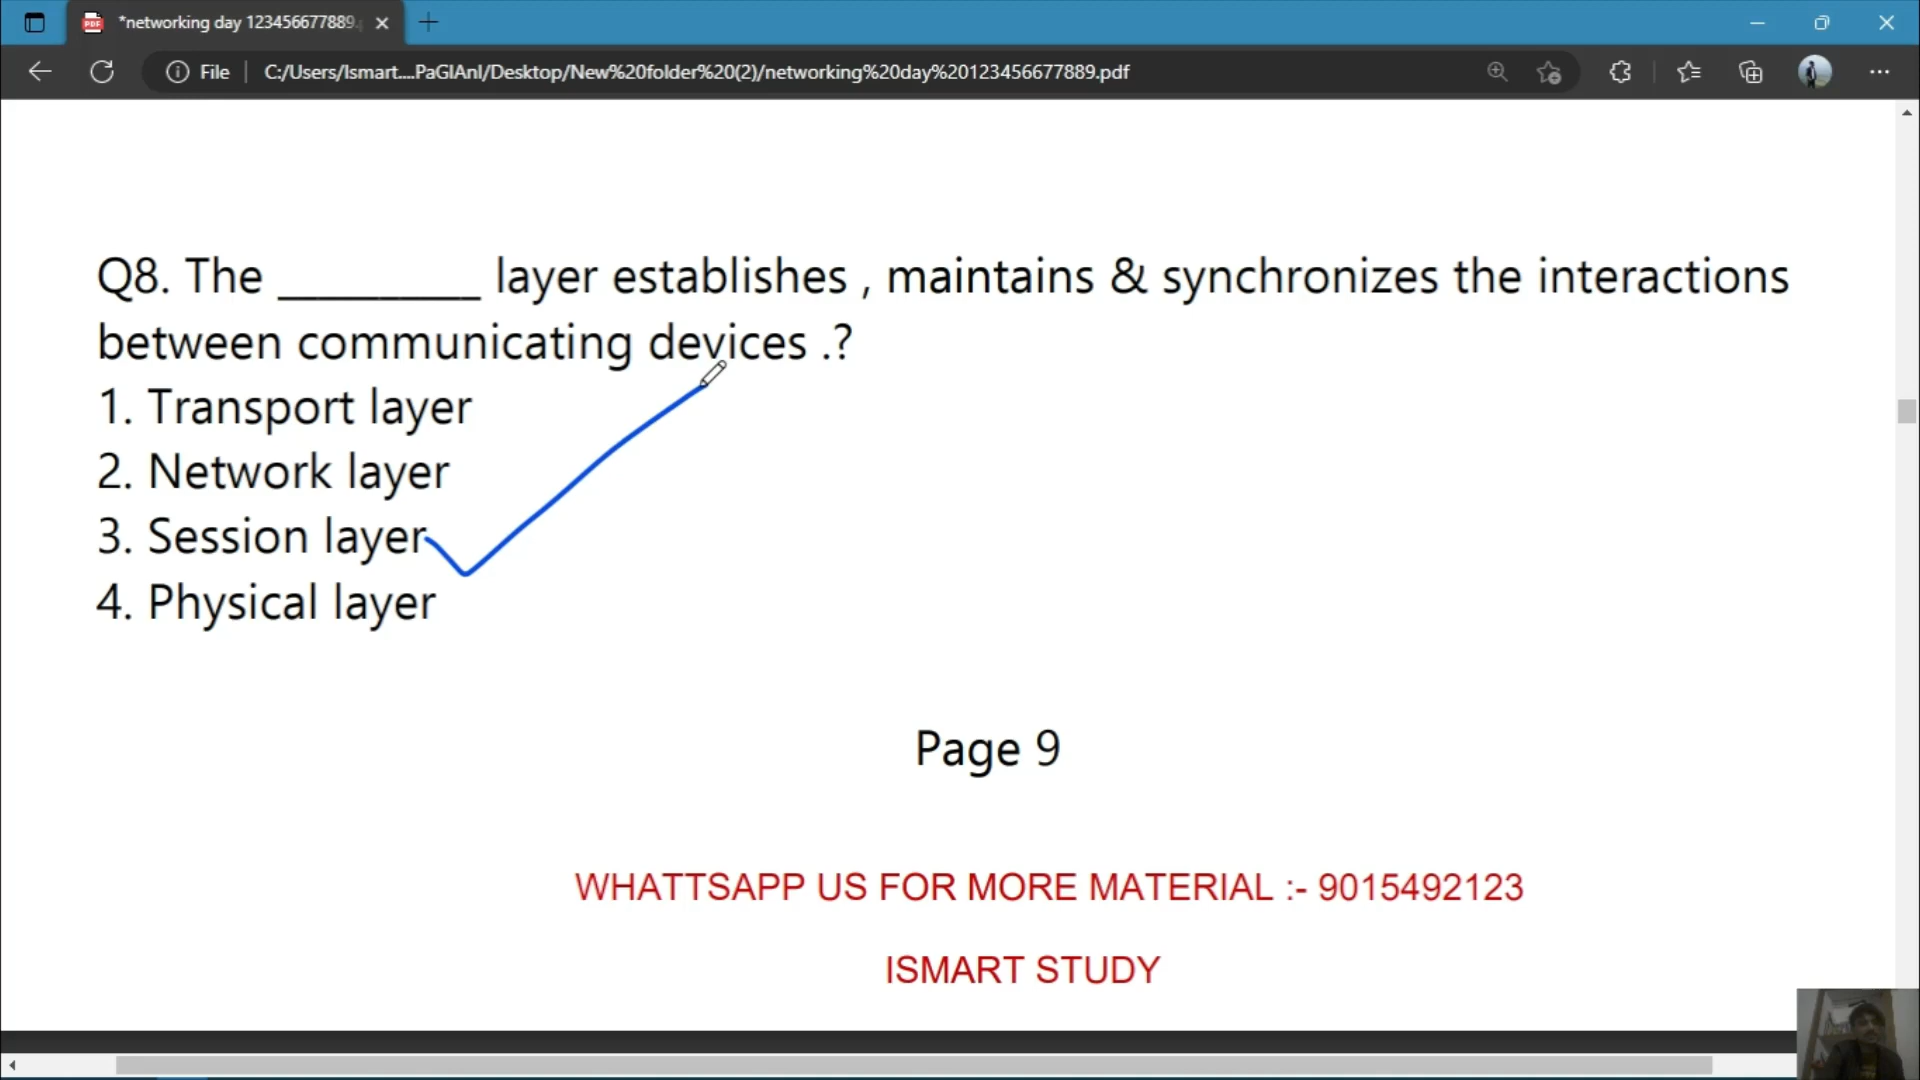 *networking day 123456677889.
File
C:/Users/Ismart....PaGlAnI/Desktop/New%20folder%20(2)/networking%20day%20123456677889.pdf
Q8. The _________ layer establishes , maintains & synchronizes the interactions
between communicating devices .?
1. Transport layer
2. Network layer
3. Session layer
4. Physical layer
Page 9
WHATTSAPP US FOR MORE MATERIAL :- 9015492123
ISMART STUDY